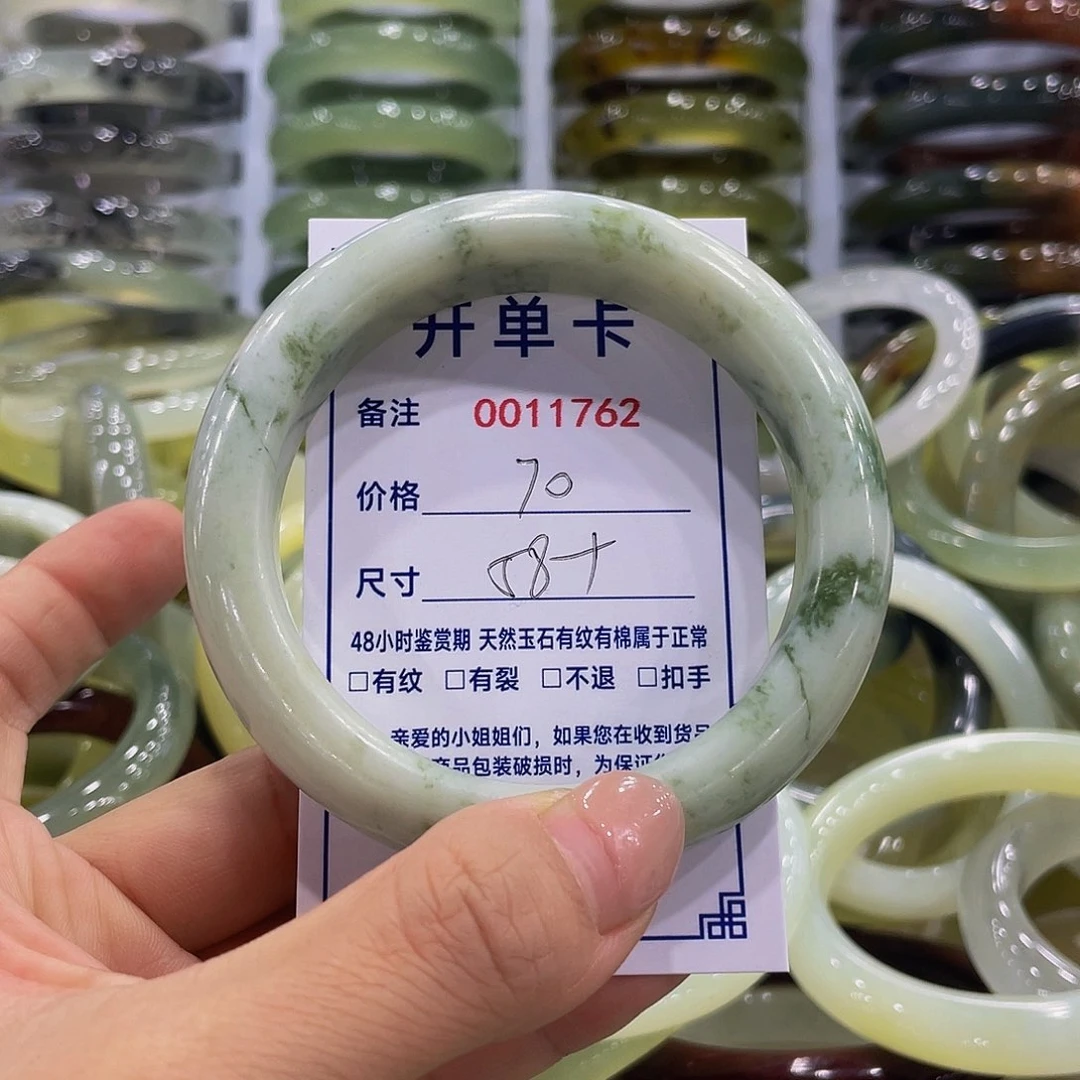 开单卡
备注 0011762
价格 70
尺寸 58+
48小时鉴赏期 天然玉石有纹有棉属于正常
□有纹 □有裂 □不退 □扣手
亲爱的小姐姐们，如果您在收到货品
商品包装破损时，为保证